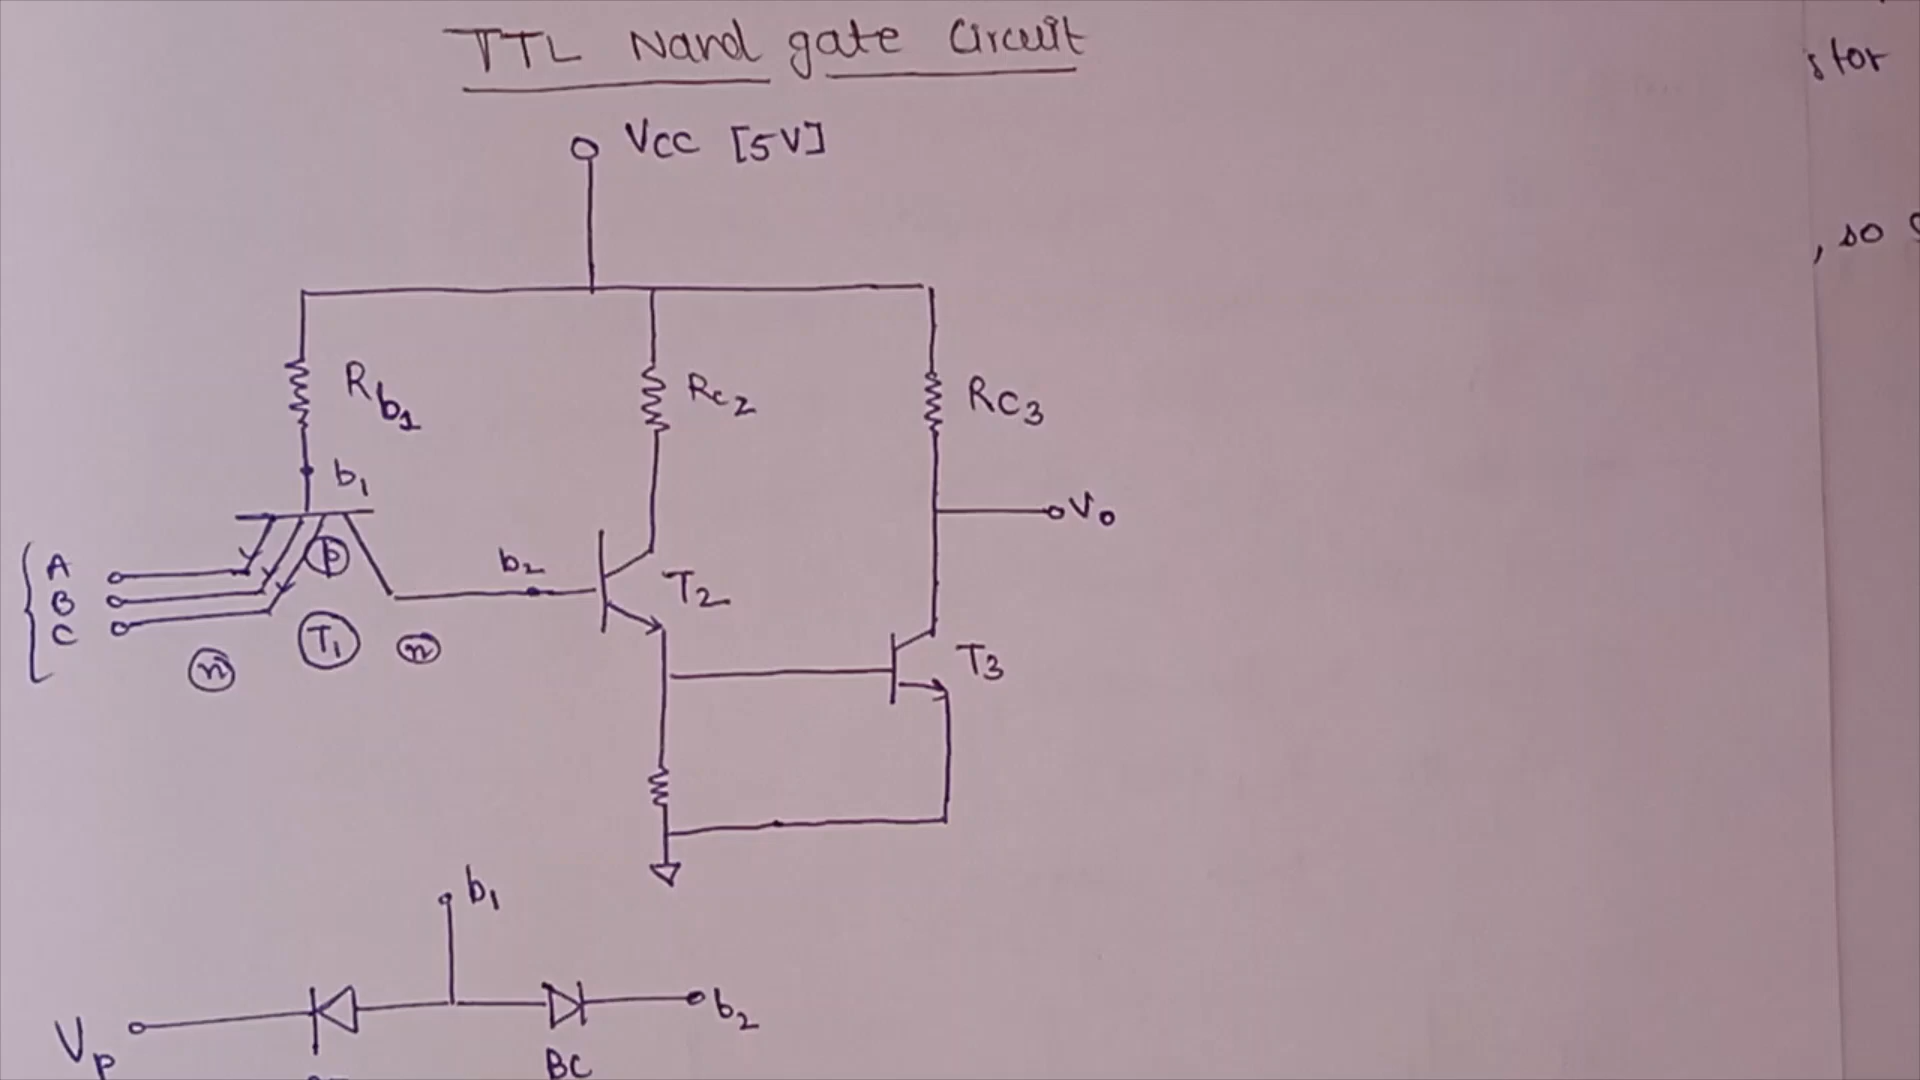 TTL Nand gate Circuit
stor
Vcc [5V]
, so
Rb1
Rc2
RC3
b1
Vo
A
B
C
P
b2
T2
T1
n
n
T3
b1
Vp
b2
BC